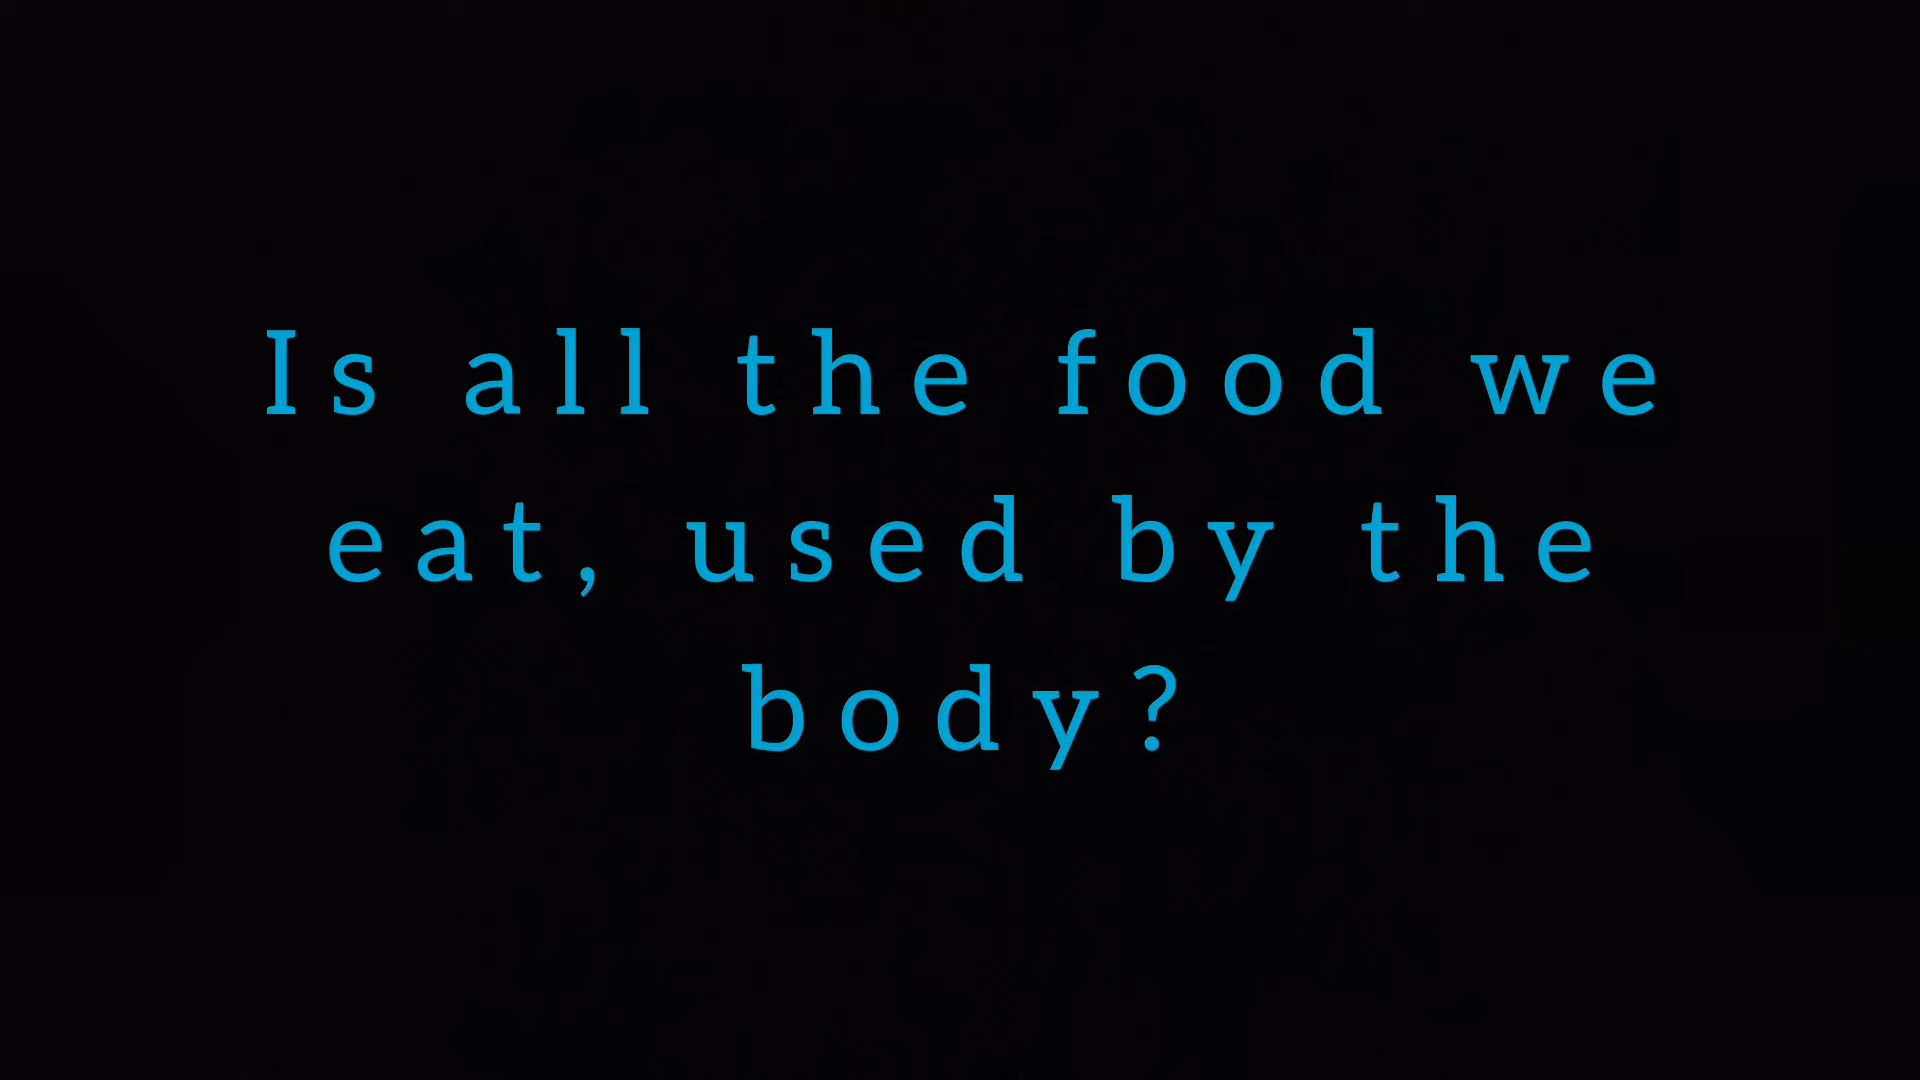 Is all the food we
eat, used by the
body?